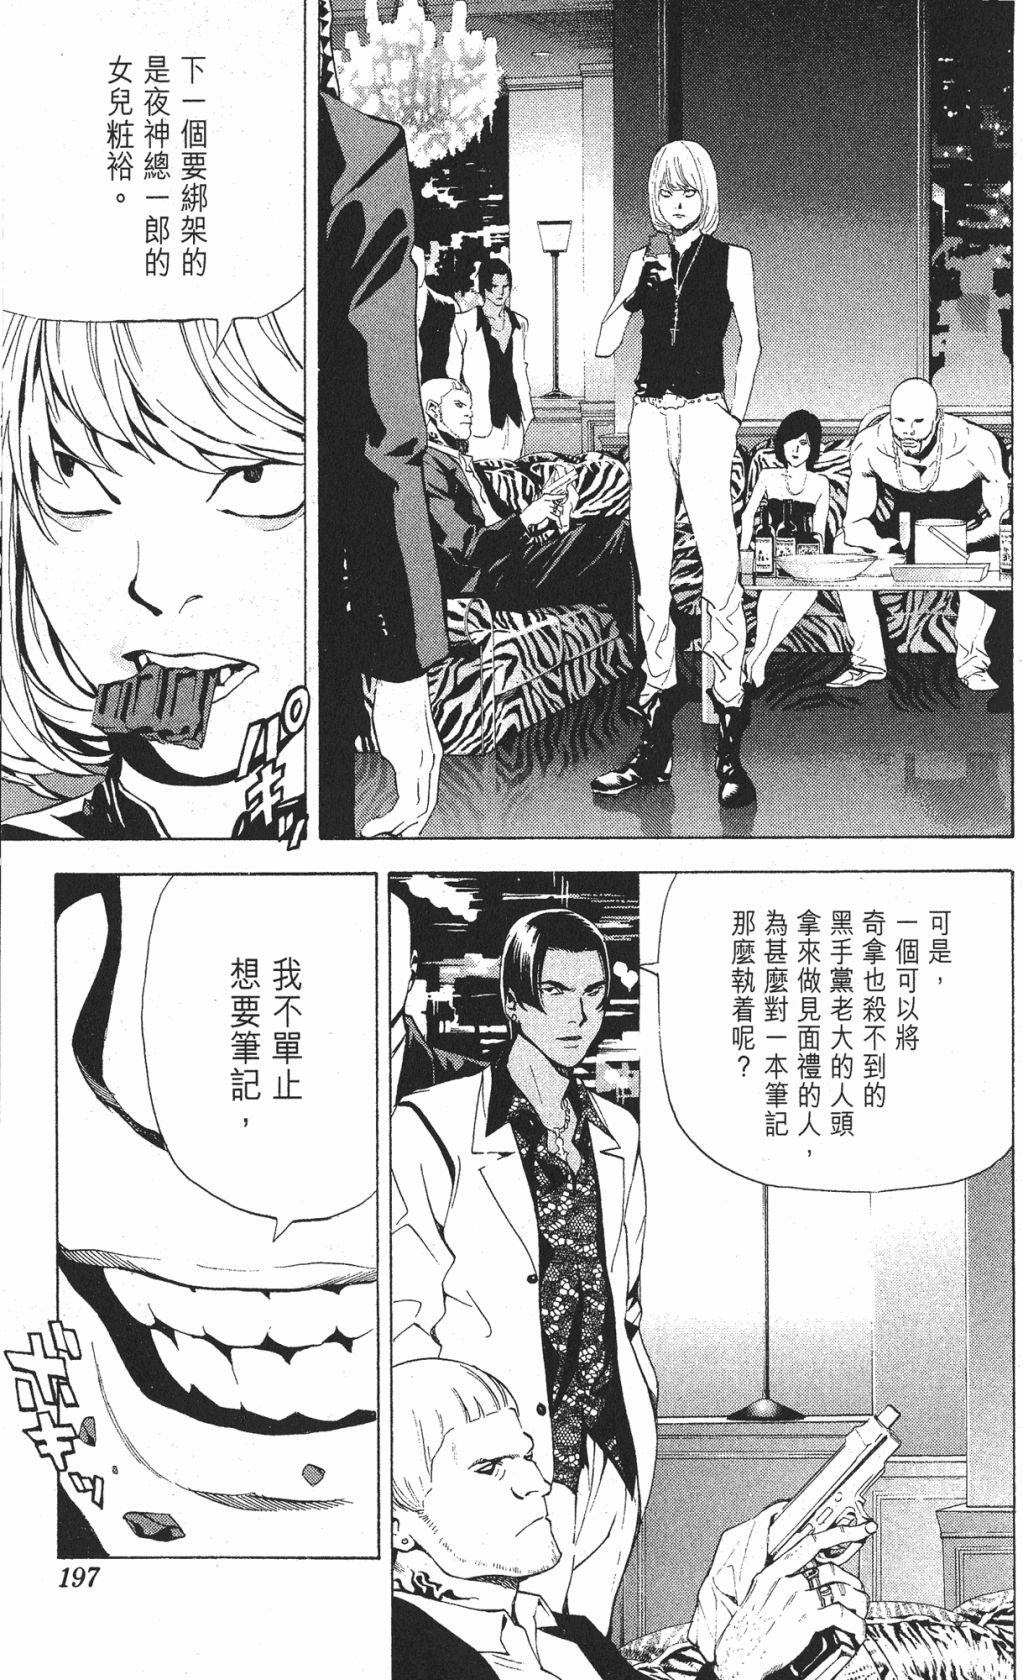 下一個要綁架的
是夜神總一郎的
女兒粧裕。
パキッ
可是，
一個可以將
奇拿也殺不到的
黑手黨老大的人頭
拿來做見面禮的人，
為甚麼對一本筆記
那麼執着呢？
我不單止
想要筆記，
ボキッ
197